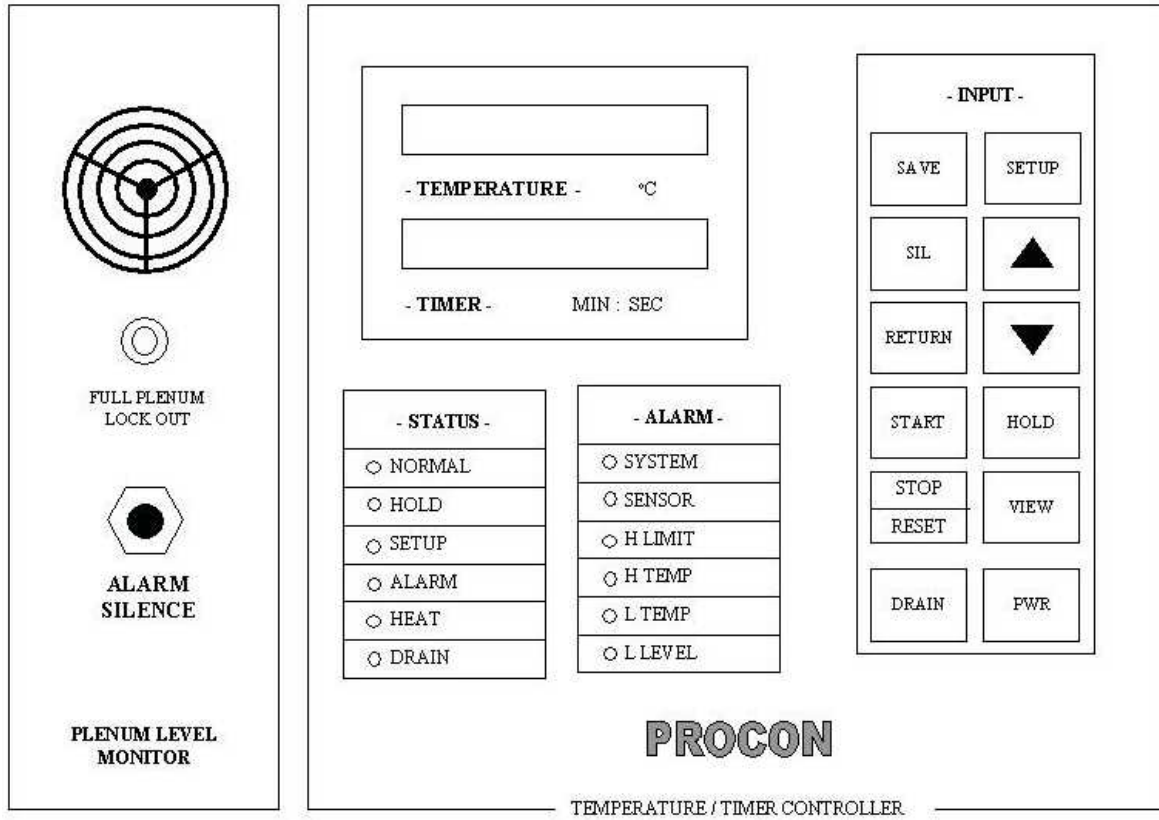 FULL PLENUM
LOCK OUT
ALARM
SILENCE
PLENUM LEVEL
MONITOR
- TEMPERATURE - °C
- TIMER - MIN : SEC
- STATUS -
NORMAL
HOLD
SETUP
ALARM
HEAT
DRAIN
- ALARM -
SYSTEM
SENSOR
H LIMIT
H TEMP
L TEMP
L LEVEL
- INPUT -
SAVE SETUP
SIL
RETURN
START HOLD
STOP
RESET
VIEW
DRAIN PWR
PROCON
TEMPERATURE / TIMER CONTROLLER